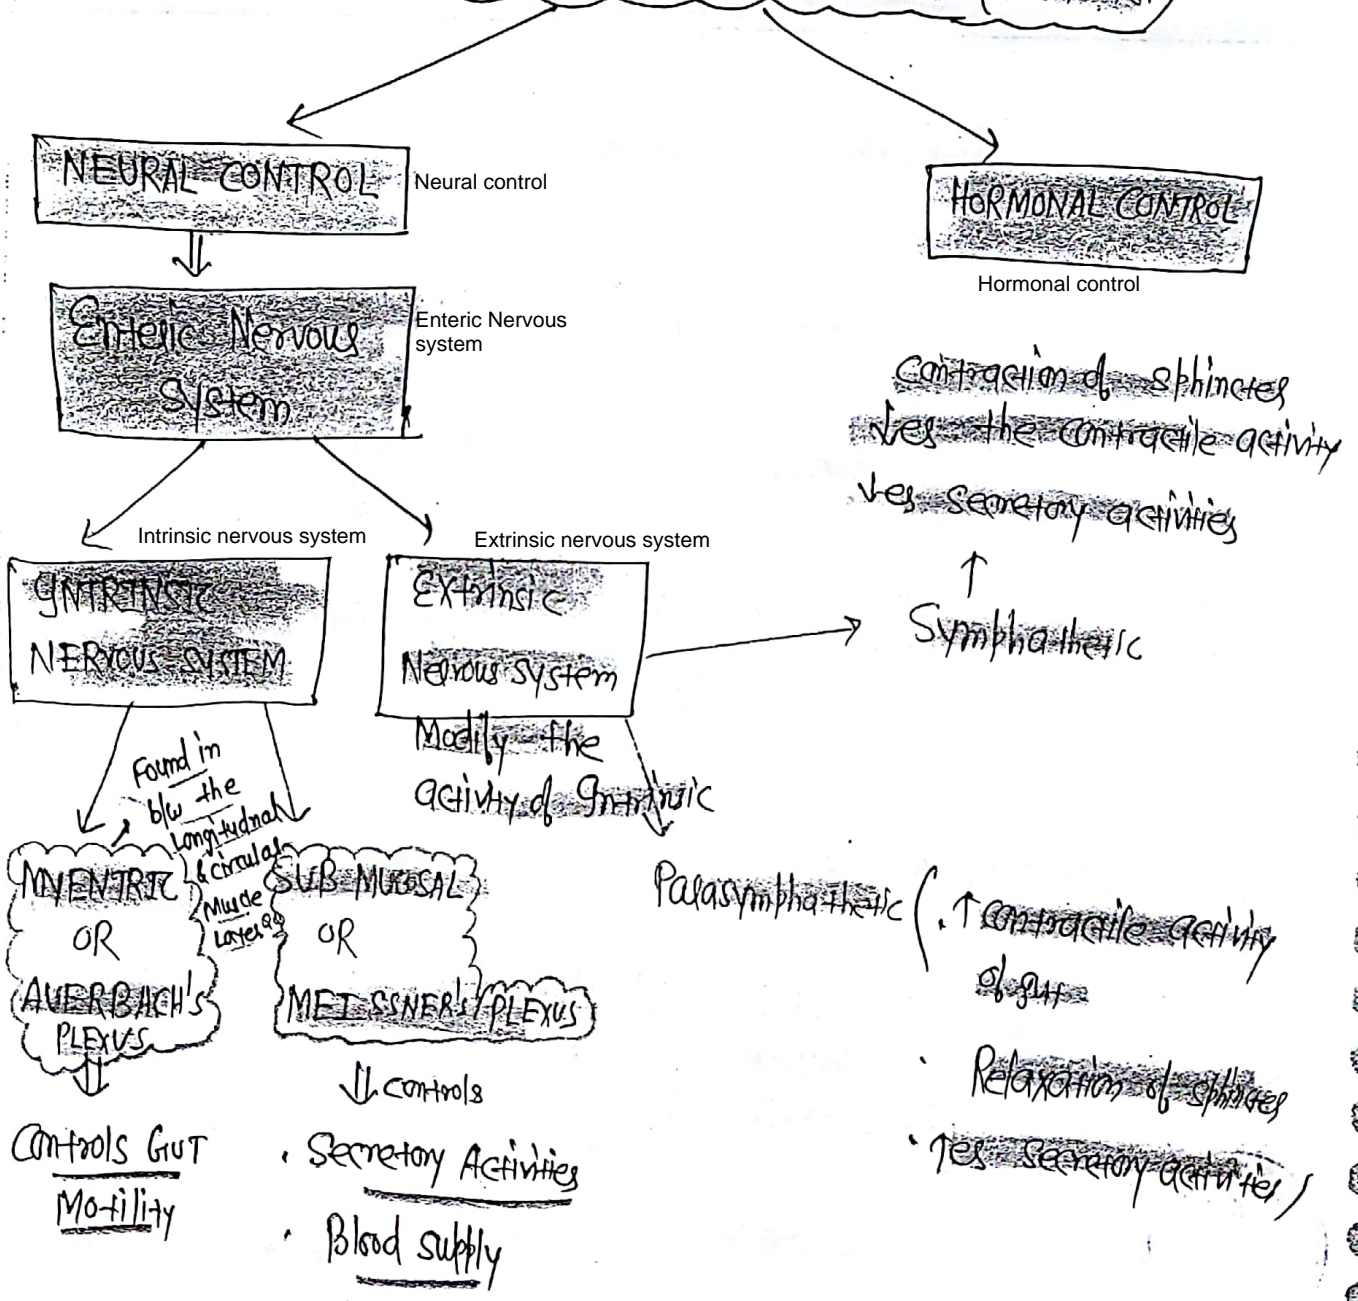 NEURAL CONTROL
Neural control
HORMONAL CONTROL
Hormonal control
Enteric Nervous
System
Enteric Nervous
system
Contraction of sphincter
↓es the contractile activity
↓es secretory activities
↑
Symphathetic
Intrinsic nervous system
INTRINSIC
NERVOUS SYSTEM
Extrinsic nervous system
Extrinsic
Nervous system
Modify the
activity of Intrinsic
Found in
b/w the
Longitudnal
& circular
Muscle
Layer
MYENTRIC
OR
AUERBACH's
PLEXUS
Controls GUT
Motility
SUB MUCOSAL
OR
MEISSNER'S PLEXUS
Controls
• Secretory Activities
• Blood supply
Parasymphathetic
(. ↑ contractile activity
of gut
• Relaxation of sphincter
• ↑es secretory activities)